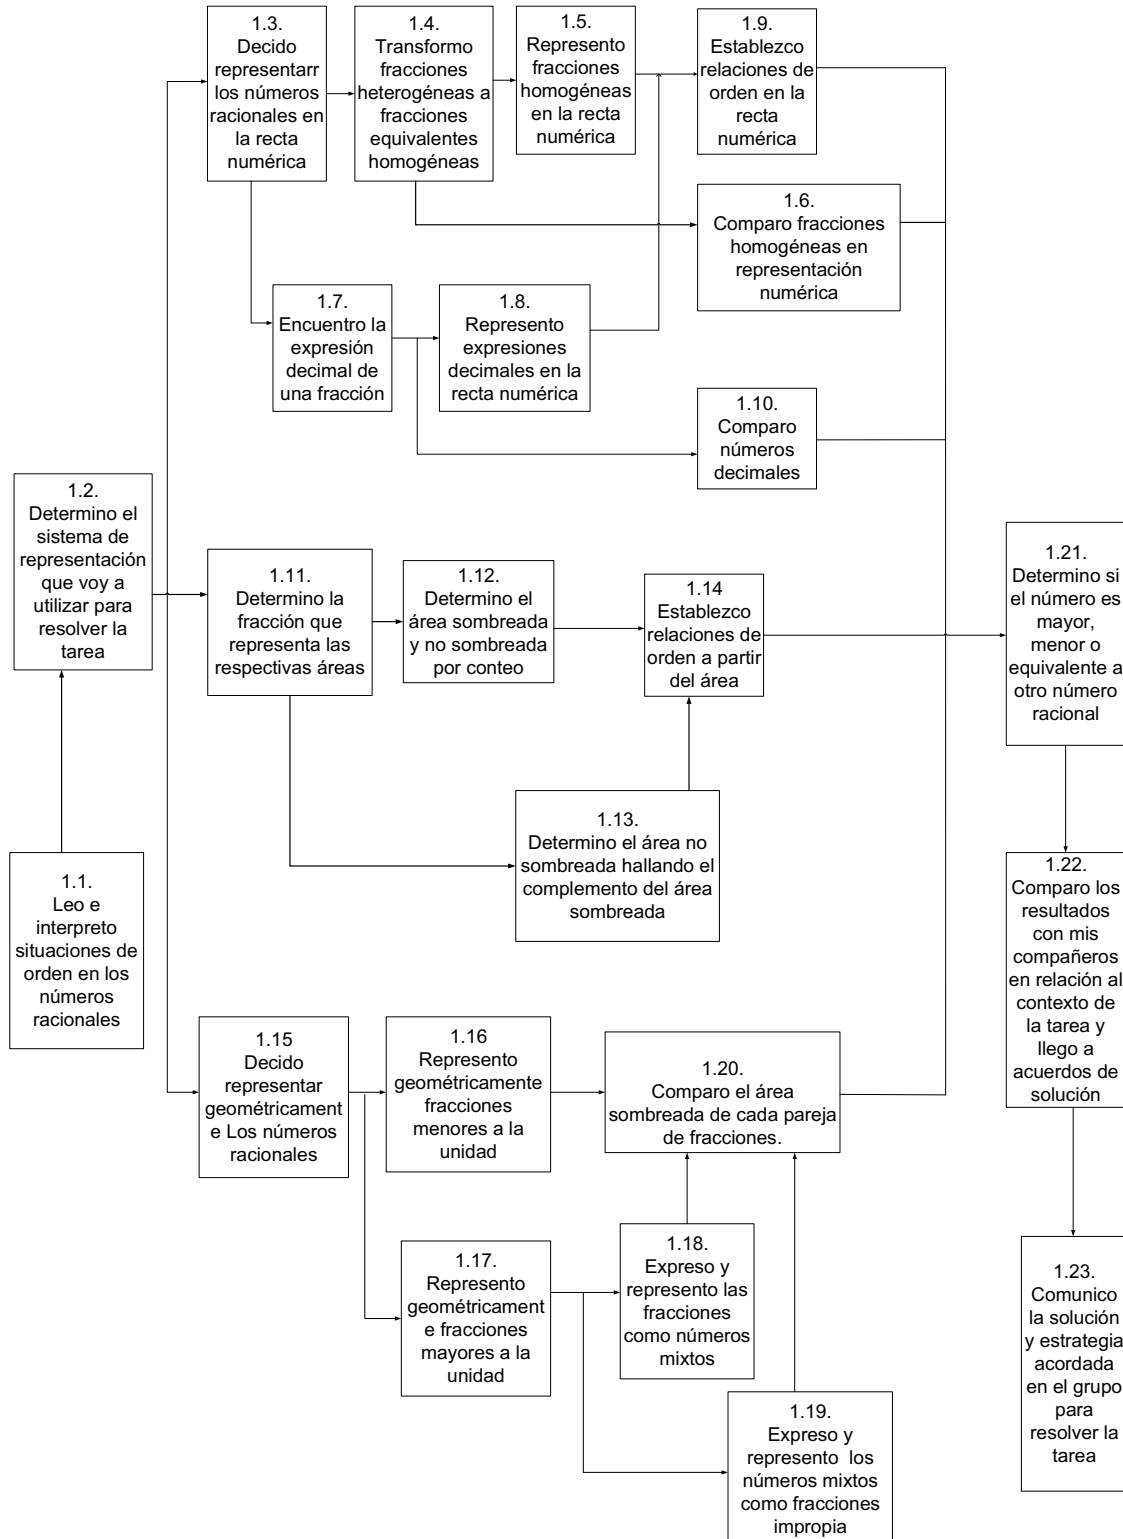 1.3.
Decido
representarr
los números
racionales en
la recta
numérica
1.4.
Transformo
fracciones
heterogéneas a
fracciones
equivalentes
homogéneas
1.5.
Represento
fracciones
homogéneas
en la recta
numérica
1.9.
Establezco
relaciones de
orden en la
recta
numérica
1.6.
Comparo fracciones
homogéneas en
representación
numérica
1.7.
Encuentro la
expresión
decimal de
una fracción
1.8.
Represento
expresiones
decimales en la
recta numérica
1.10.
Comparo
números
decimales
1.2.
Determino el
sistema de
representación
que voy a
utilizar para
resolver la
tarea
1.11.
Determino la
fracción que
representa las
respectivas áreas
1.12.
Determino el
área sombreada
y no sombreada
por conteo
1.14
Establezco
relaciones de
orden a partir
del área
1.21.
Determino si
el número es
mayor,
menor o
equivalente a
otro número
racional
1.13.
Determino el área no
sombreada hallando el
complemento del área
sombreada
1.1.
Leo e
interpreto
situaciones de
orden en los
números
racionales
1.22.
Comparo los
resultados
con mis
compañeros
en relación al
contexto de
la tarea y
llego a
acuerdos de
solución
1.15
Decido
representar
geométricament
e Los números
racionales
1.16
Represento
geométricamente
fracciones
menores a la
unidad
1.20.
Comparo el área
sombreada de cada pareja
de fracciones.
1.17.
Represento
geométricament
e fracciones
mayores a la
unidad
1.18.
Expreso y
represento las
fracciones
como números
mixtos
1.19.
Expreso y
represento  los
números mixtos
como fracciones
impropia
1.23.
Comunico
la solución
y estrategia
acordada
en el grupo
para
resolver la
tarea